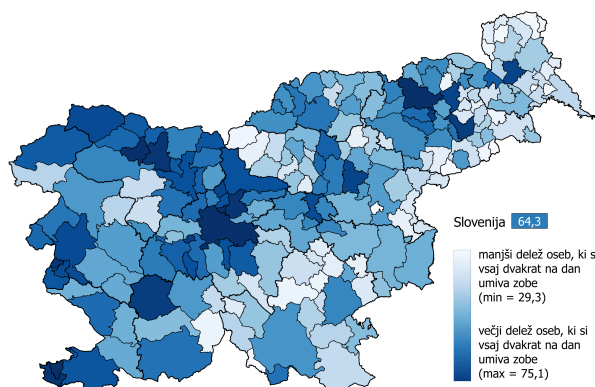 Slovenija 64,3
manjši delež oseb, ki si
vsaj dvakrat na dan
umiva zobe
(min = 29,3)
večji delež oseb, ki si
vsaj dvakrat na dan
umiva zobe
(max = 75,1)